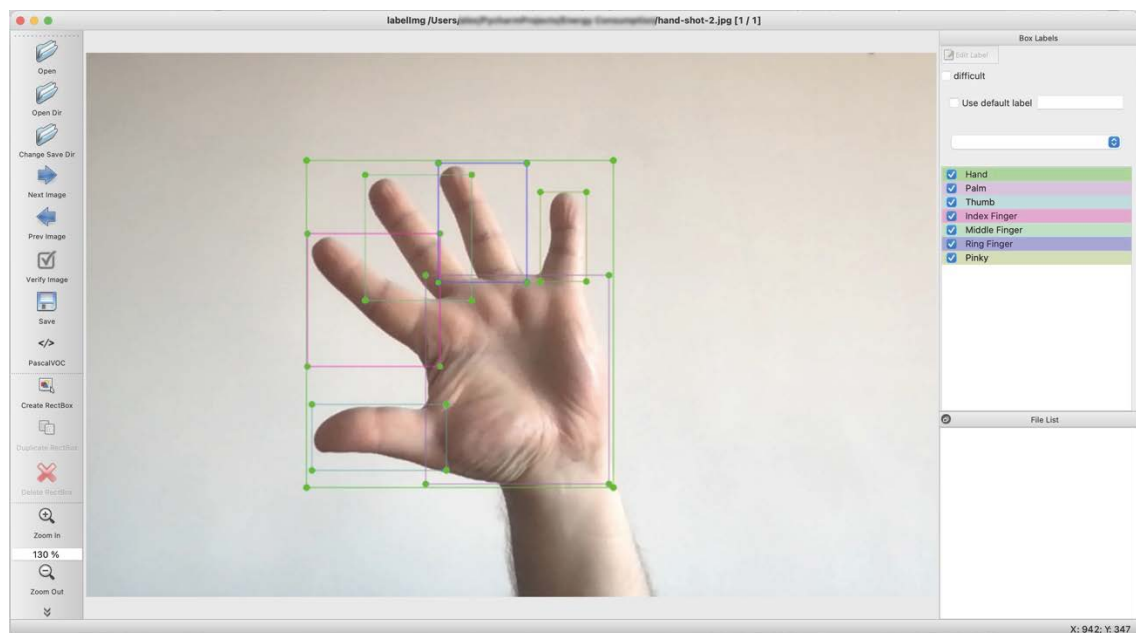 labelImg /Users/ /hand-shot-2.jpg [1 / 1]
Open
Open Dir
Change Save Dir
Next Image
Prev Image
Verify Image
Save
</>
PascalVOC
Create RectBox
Duplicate RectBox
Delete RectBox
Zoom In
130 %
Zoom Out
Box Labels
Edit Label
difficult
Use default label
Hand
Palm
Thumb
Index Finger
Middle Finger
Ring Finger
Pinky
File List
X: 942; Y: 347